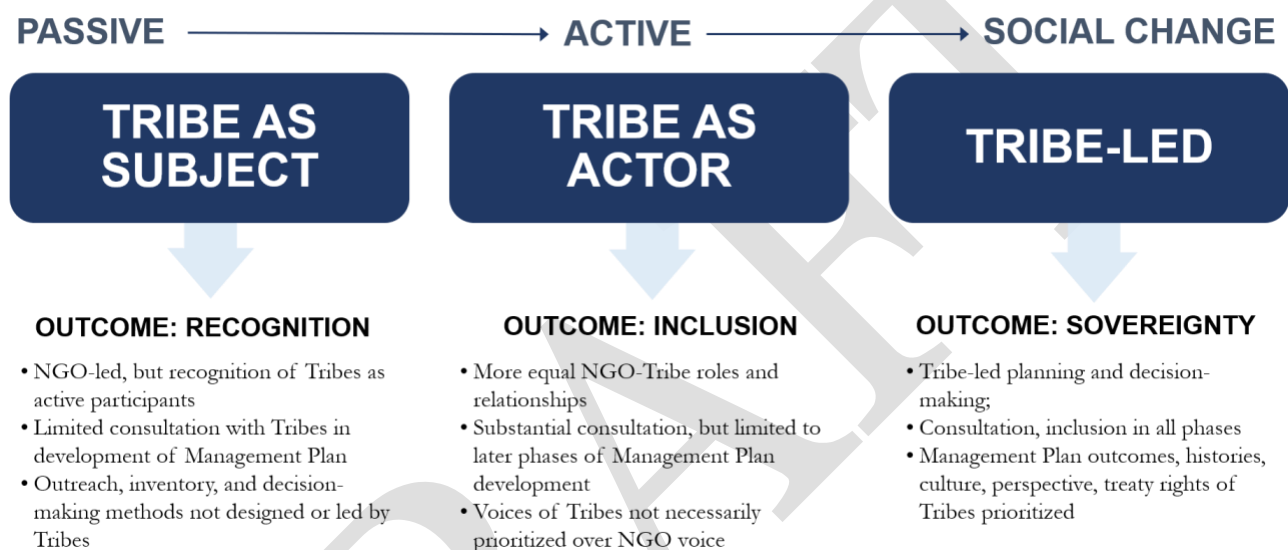 PASSIVE
ACTIVE
SOCIAL CHANGE
TRIBE AS
SUBJECT
TRIBE AS
ACTOR
TRIBE-LED
OUTCOME: RECOGNITION
• NGO-led, but recognition of Tribes as
active participants
• Limited consultation with Tribes in
development of Management Plan
• Outreach, inventory, and decision-
making methods not designed or led by
Tribes
OUTCOME: INCLUSION
• More equal NGO-Tribe roles and
relationships
• Substantial consultation, but limited to
later phases of Management Plan
development
• Voices of Tribes not necessarily
prioritized over NGO voice
OUTCOME: SOVEREIGNTY
• Tribe-led planning and decision-
making;
• Consultation, inclusion in all phases
• Management Plan outcomes, histories,
culture, perspective, treaty rights of
Tribes prioritized
DRAFT